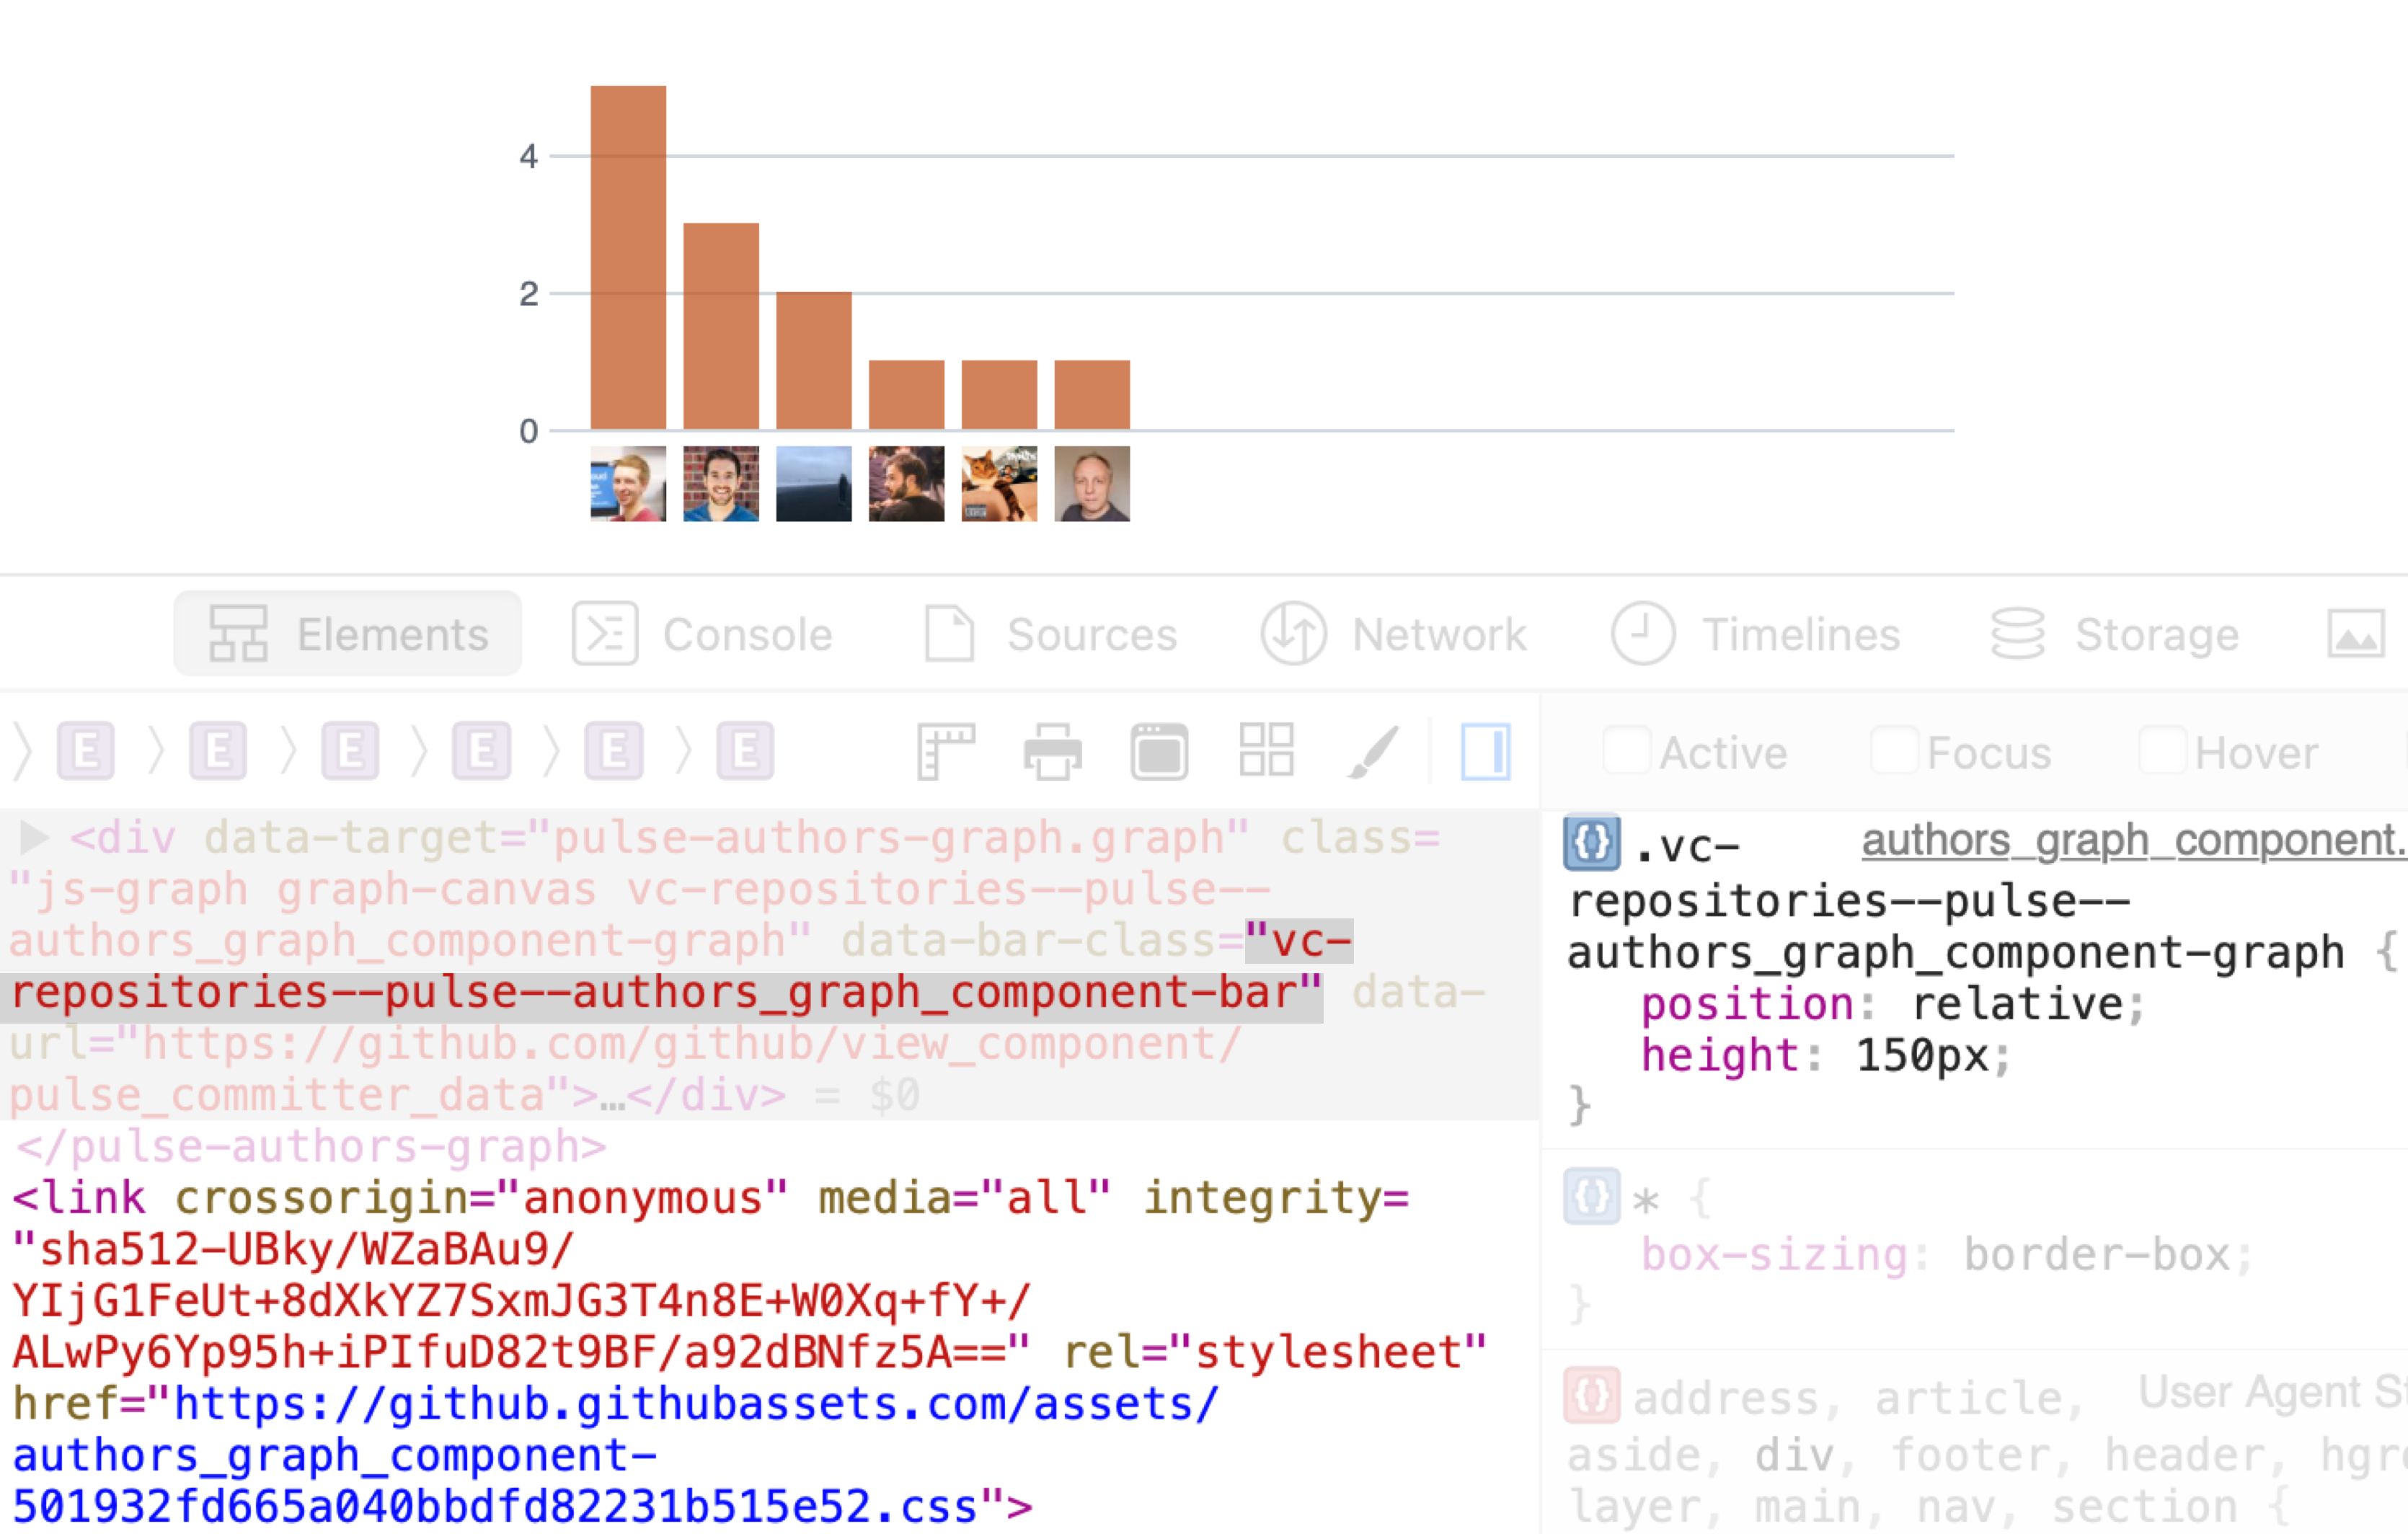 4
2
0
Elements
Console
Sources
Network
Timelines
Storage
E E E E E E
Active
Focus
Hover
<div data-target="pulse-authors-graph.graph" class=
"js-graph graph-canvas vc-repositories--pulse--
authors_graph_component-graph" data-bar-class="vc-
repositories--pulse--authors_graph_component-bar" data-
url="https://github.com/github/view_component/
pulse_committer_data">…</div> = $0
</pulse-authors-graph>
<link crossorigin="anonymous" media="all" integrity=
"sha512-UBky/WZaBAu9/
YIjG1FeUt+8dXkYZ7SxmJG3T4n8E+W0Xq+fY+/
ALwPy6Yp95h+iPIfuD82t9BF/a92dBNfz5A==" rel="stylesheet"
href="https://github.githubassets.com/assets/
authors_graph_component-
501932fd665a040bbdfd82231b515e52.css">
.vc- authors_graph_component.
repositories--pulse--
authors_graph_component-graph {
position: relative;
height: 150px;
}
* {
box-sizing: border-box;
}
address, article, User Agent St
aside, div, footer, header, hgro
layer, main, nav, section {